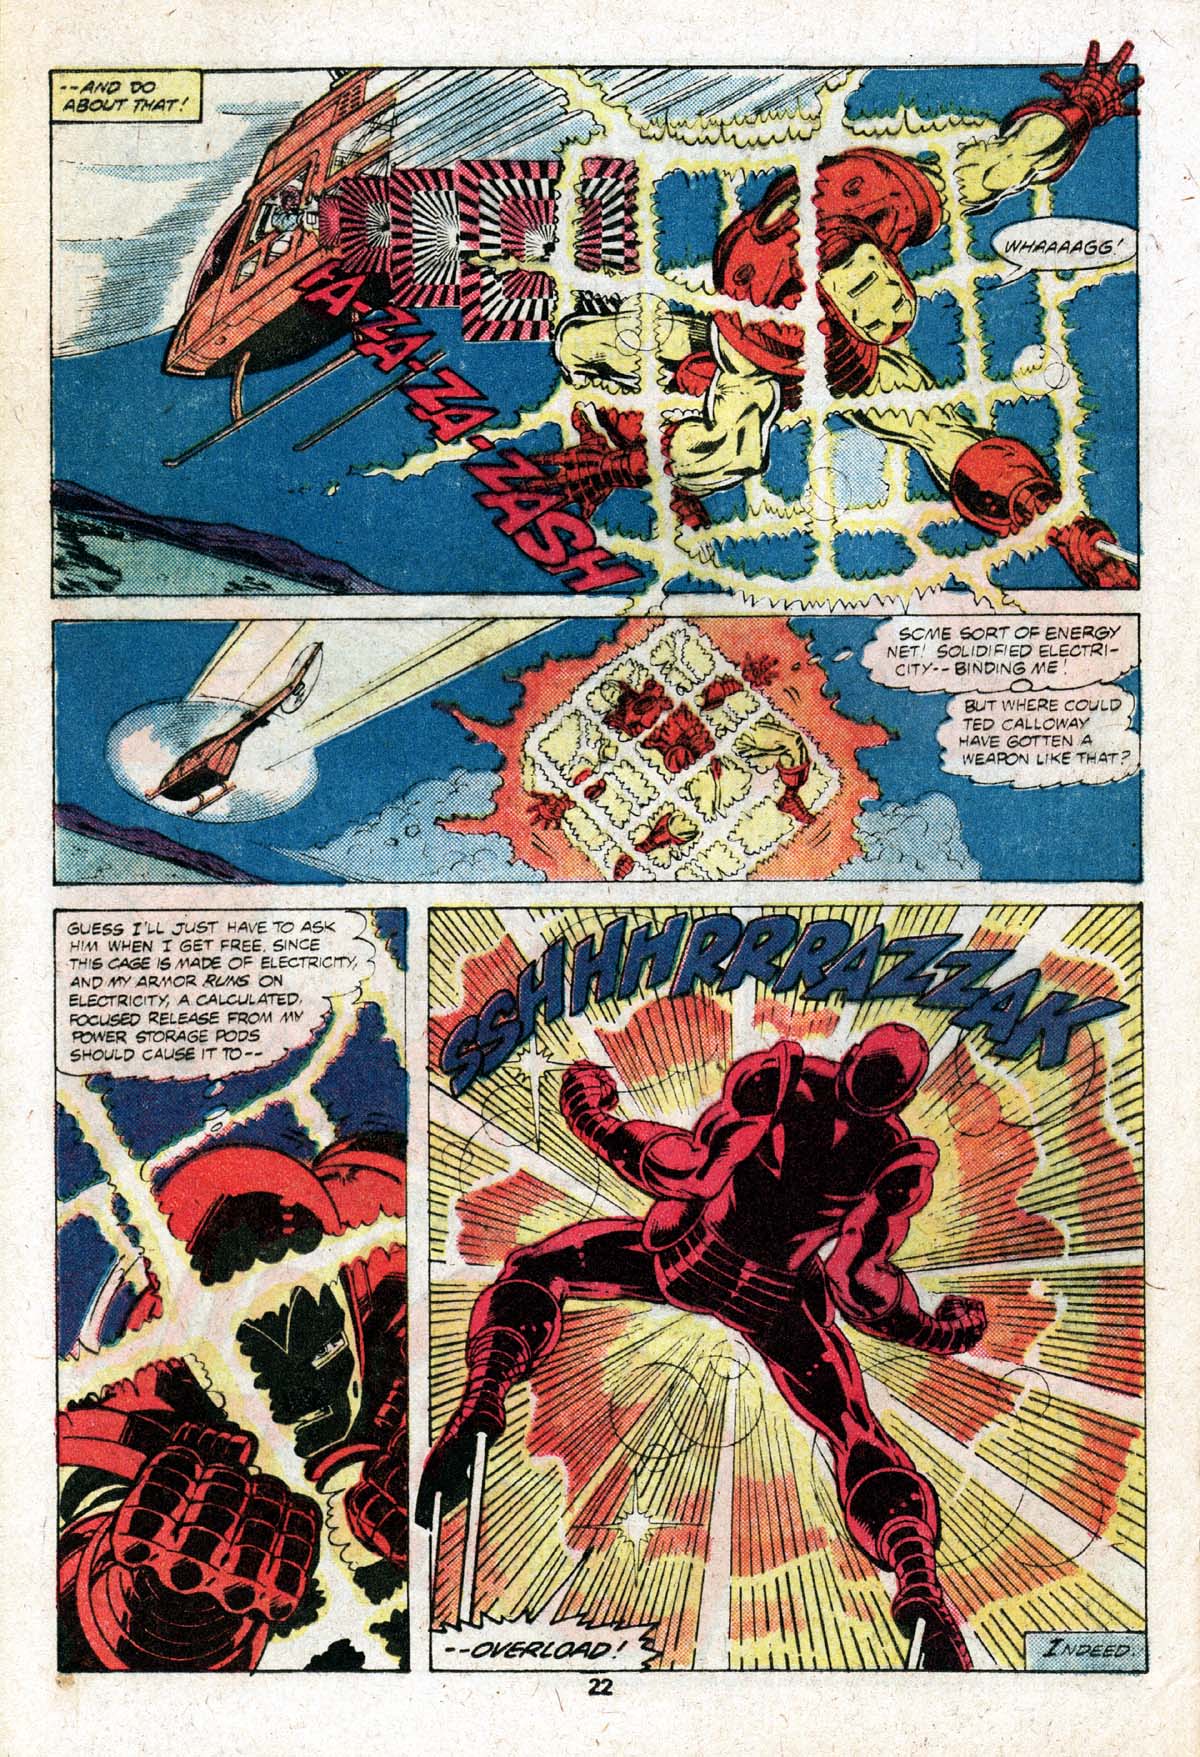 --AND DO
ABOUT THAT!
ZA-ZA-ZA-ZASH
WHAAAAGG!
SOME SORT OF ENERGY
NET! SOLIDIFIED ELECTRI-
CITY--BINDING ME!
BUT WHERE COULD
TED CALLOWAY
HAVE GOTTEN A
WEAPON LIKE THAT?
GUESS I'LL JUST HAVE TO ASK
HIM WHEN I GET FREE. SINCE
THIS CAGE IS MADE OF ELECTRICITY,
AND MY ARMOR RUNS ON
ELECTRICITY, A CALCULATED,
FOCUSED RELEASE FROM MY
POWER STORAGE PODS
SHOULD CAUSE IT TO--
SSHHHHRRRRAZZZAK
--OVERLOAD!
INDEED.
22